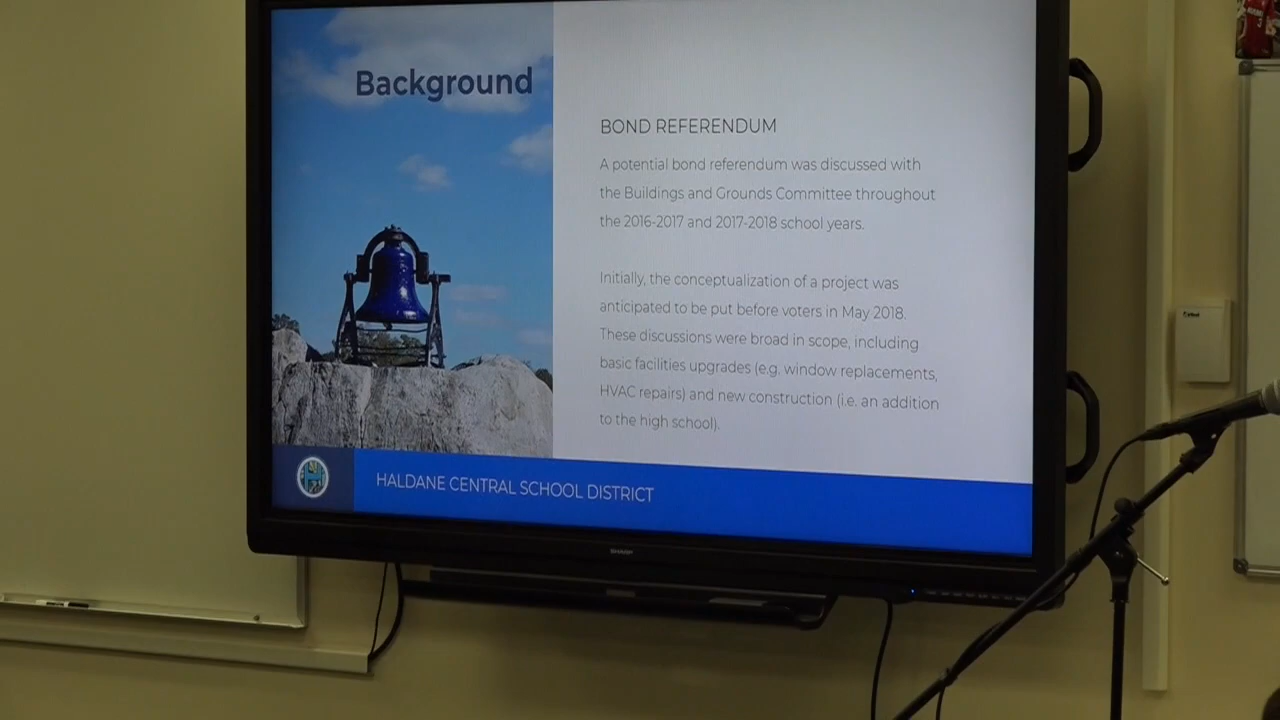 Background
BOND REFERENDUM
A potential bond referendum was discussed with
the Buildings and Grounds Committee throughout
the 2016-2017 and 2017-2018 school years.
Initially, the conceptualization of a project was
anticipated to be put before voters in May 2018.
These discussions were broad in scope, including
basic facilities upgrades (e.g. window replacements,
HVAC repairs) and new construction (i.e. an addition
to the high school).
HALDANE CENTRAL SCHOOL DISTRICT
SHARP